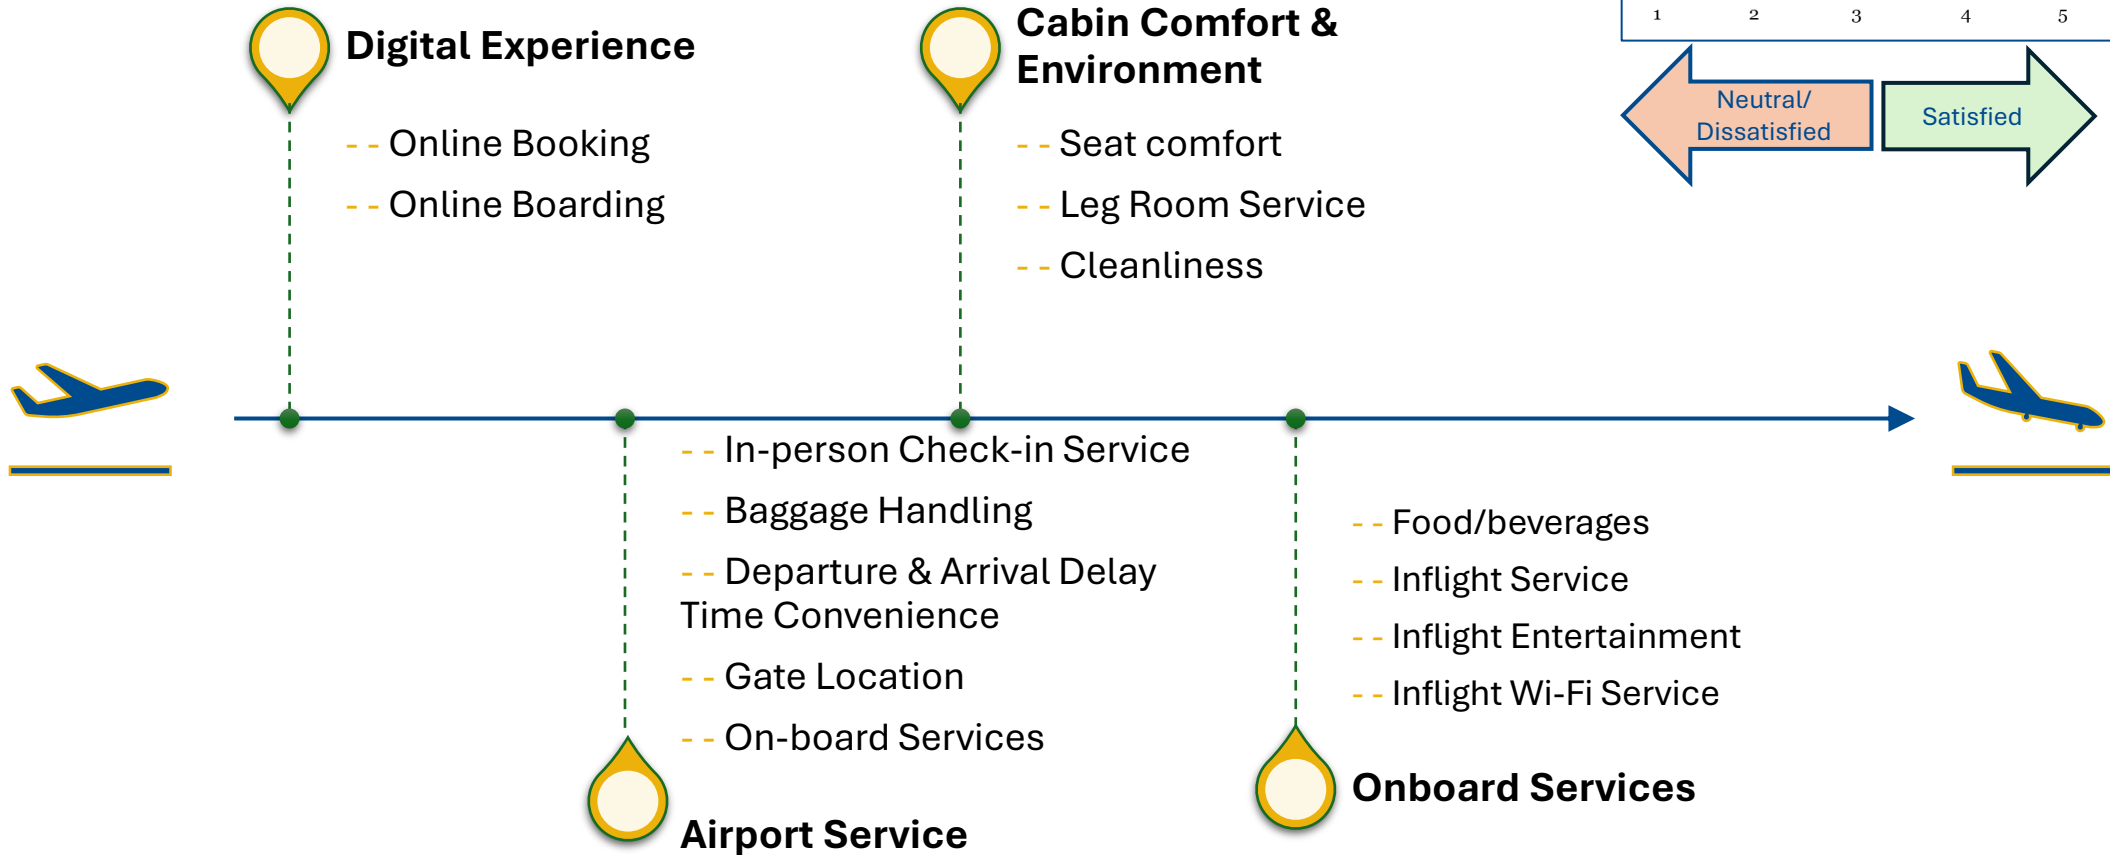 Digital Experience
- - Online Booking
- - Online Boarding
Cabin Comfort &
Environment
- - Seat comfort
- - Leg Room Service
- - Cleanliness
1 2 3 4 5
Neutral/
Dissatisfied
Satisfied
- - In-person Check-in Service
- - Baggage Handling
- - Departure & Arrival Delay
Time Convenience
- - Gate Location
- - On-board Services
Airport Service
- - Food/beverages
- - Inflight Service
- - Inflight Entertainment
- - Inflight Wi-Fi Service
Onboard Services